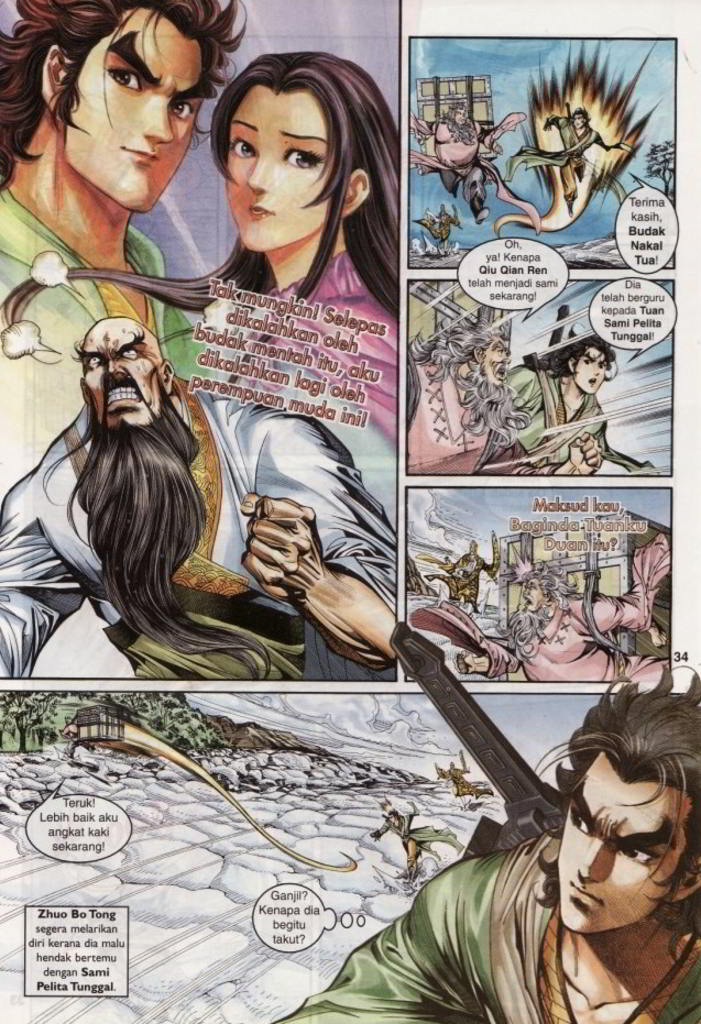 Tak mungkin! Selepas
dikalahkan oleh
budak mentah itu, aku
dikalahkan lagi oleh
perempuan muda ini!
Terima
kasih,
Budak
Nakal
Tua!
Oh,
ya! Kenapa
Qiu Qian Ren
telah menjadi sami
sekarang!
Dia
telah berguru
kepada Tuan
Sami Pelita
Tunggal!
Maksud kau,
Baginda Tuanku
Duan itu?
34
Teruk!
Lebih baik aku
angkat kaki
sekarang!
Ganjil?
Kenapa dia
begitu
takut?
Zhuo Bo Tong
segera melarikan
diri kerana dia malu
hendak bertemu
dengan Sami
Pelita Tunggal.